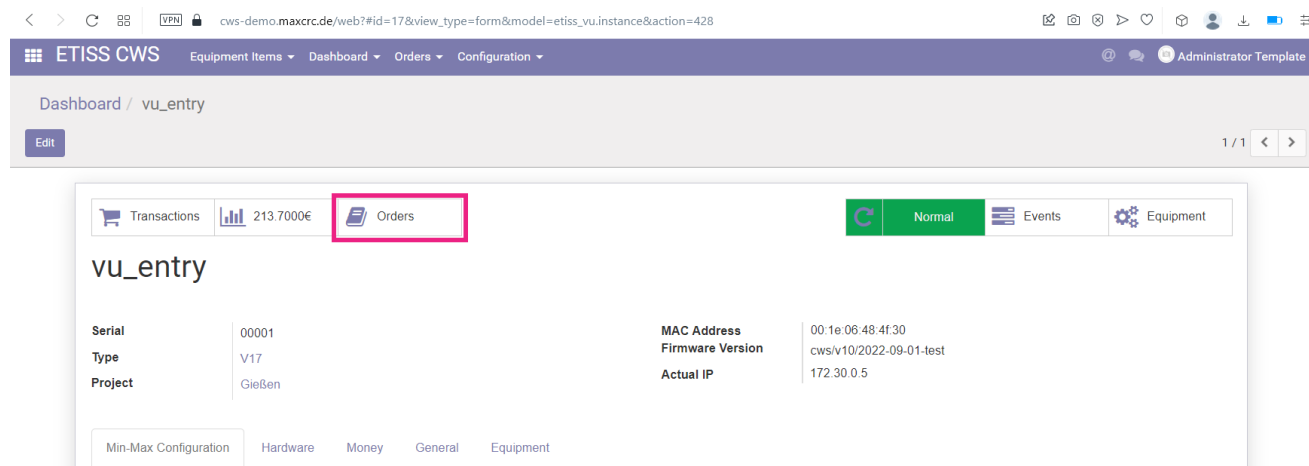 VPN cws-demo.maxcrc.de/web?#id=17&view_type=form&model=etiss_vu.instance&action=428
ETISS CWS Equipment Items Dashboard Orders Configuration @ Administrator Template
Dashboard / vu_entry
Edit 1 / 1
Transactions 213.7000€ Orders Normal Events Equipment
vu_entry
Serial 00001 MAC Address 00:1e:06:48:4f:30
Type V17 Firmware Version cws/v10/2022-09-01-test
Project Gießen Actual IP 172.30.0.5
Min-Max Configuration Hardware Money General Equipment